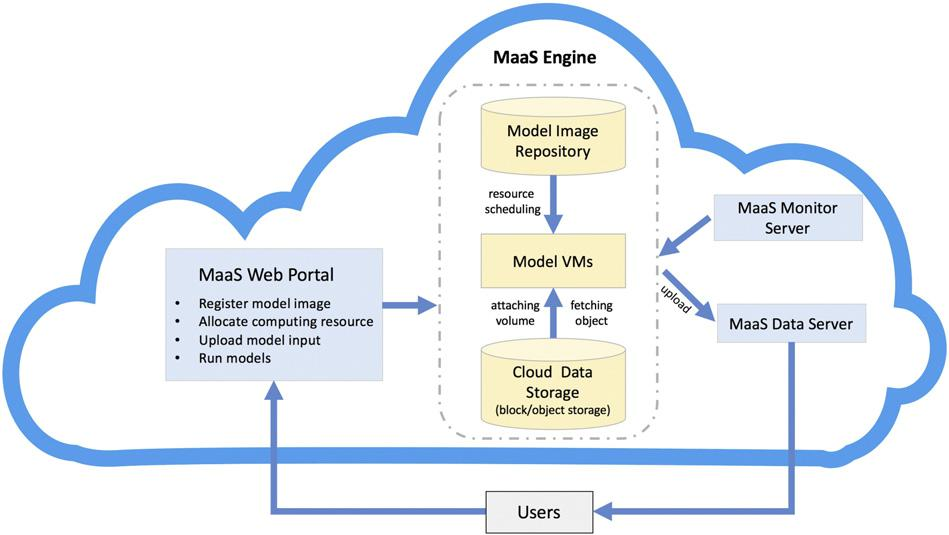 MaaS Engine
Model Image
Repository
resource
scheduling
MaaS Monitor
Server
Model VMs
MaaS Web Portal
• Register model image
• Allocate computing resource
• Upload model input
• Run models
attaching
volume
fetching
object
upload
MaaS Data Server
Cloud Data
Storage
(block/object storage)
Users